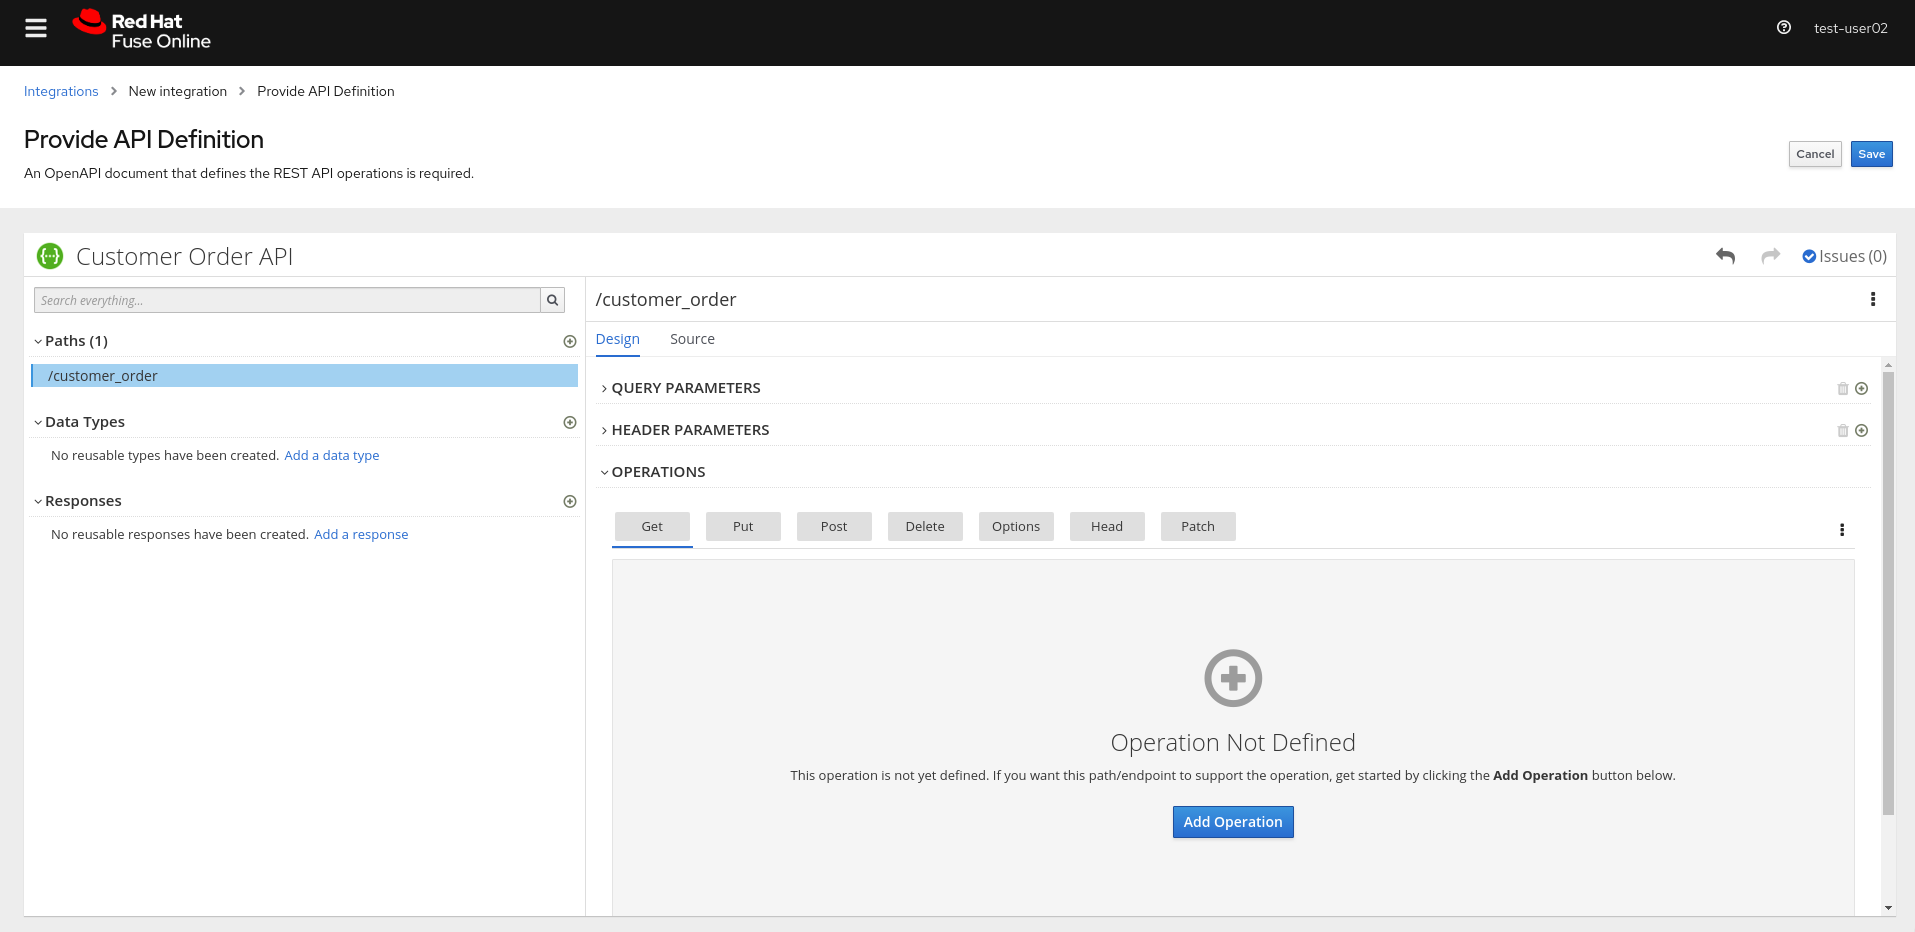 Red Hat
Fuse Online
test-user02
Integrations > New integration > Provide API Definition
Provide API Definition
An OpenAPI document that defines the REST API operations is required.
Cancel
Save
{···} Customer Order API
Issues (0)
Search everything...
/customer_order
Paths (1)
/customer_order
Data Types
No reusable types have been created. Add a data type
Responses
No reusable responses have been created. Add a response
Design
Source
QUERY PARAMETERS
HEADER PARAMETERS
OPERATIONS
Get
Put
Post
Delete
Options
Head
Patch
Operation Not Defined
This operation is not yet defined. If you want this path/endpoint to support the operation, get started by clicking the Add Operation button below.
Add Operation